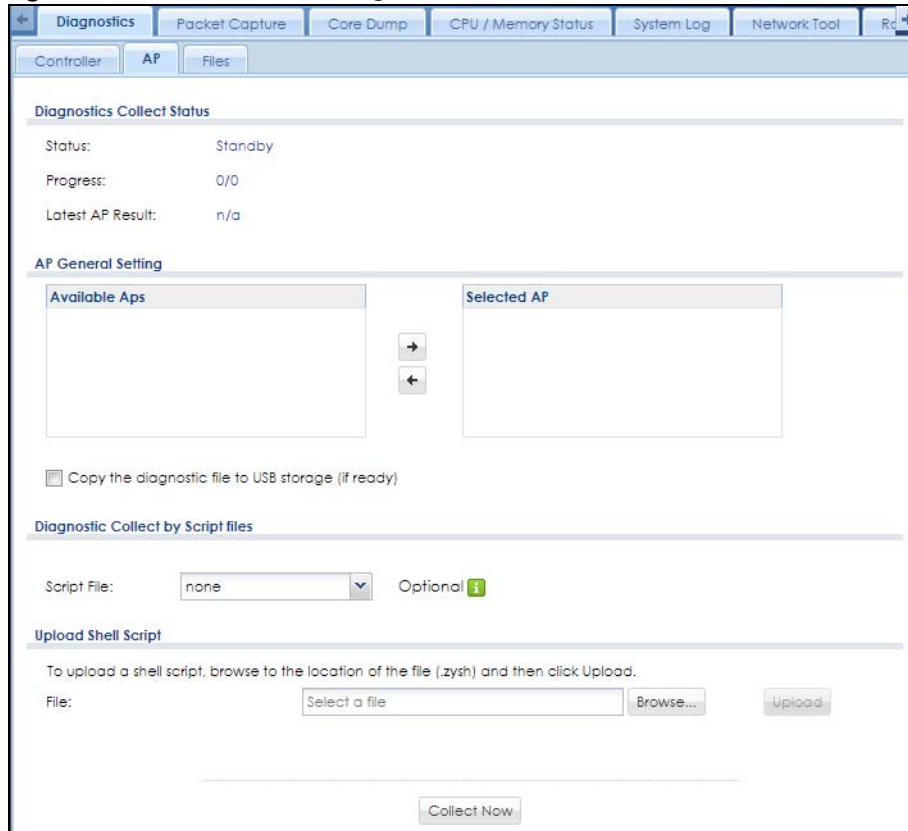 Diagnostics Packet Capture Core Dump CPU / Memory Status System Log Network Tool
Controller AP Files
Diagnostics Collect Status
Status: Standby
Progress: 0/0
Latest AP Result: n/a
AP General Setting
Available Aps Selected AP
Copy the diagnostic file to USB storage (if ready)
Diagnostic Collect by Script files
Script File: none Optional
Upload Shell Script
To upload a shell script, browse to the location of the file (.zysh) and then click Upload.
File: Select a file Browse... Upload
Collect Now